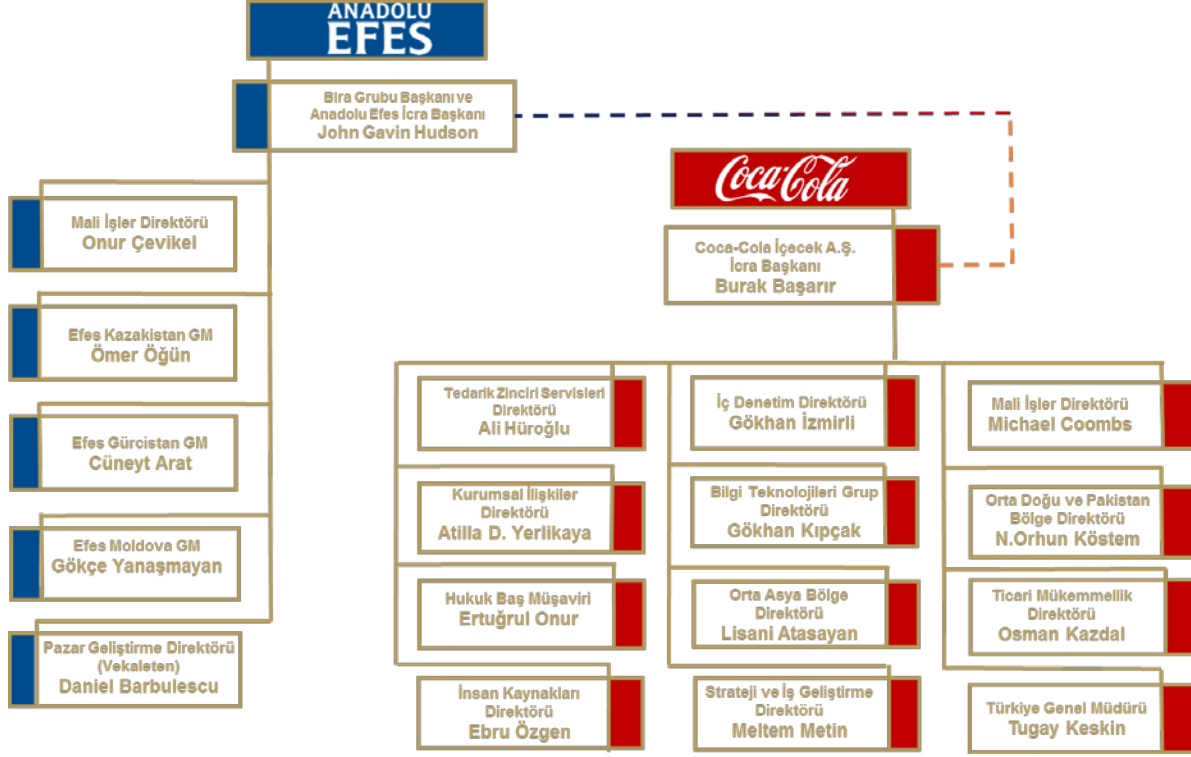 ANADOLU
EFES
Bira Grubu Başkanı ve
Anadolu Efes İcra Başkanı
John Gavin Hudson
Mali İşler Direktörü
Onur Çevikel
Efes Kazakistan GM
Ömer Öğün
Efes Gürcistan GM
Cüneyt Arat
Efes Moldova GM
Gökçe Yanaşmayan
Pazar Geliştirme Direktörü
(Vekaleten)
Daniel Barbulescu
Coca-Cola
Coca-Cola İçecek A.Ş.
İcra Başkanı
Burak Başarır
Tedarik Zinciri Servisleri
Direktörü
Ali Hüroğlu
Kurumsal İlişkiler
Direktörü
Atilla D. Yerlikaya
Hukuk Baş Müşaviri
Ertuğrul Onur
İnsan Kaynakları
Direktörü
Ebru Özgen
İç Denetim Direktörü
Gökhan İzmirli
Bilgi Teknolojileri Grup
Direktörü
Gökhan Kıpçak
Orta Asya Bölge
Direktörü
Lisani Atasayan
Strateji ve İş Geliştirme
Direktörü
Meltem Metin
Mali İşler Direktörü
Michael Coombs
Orta Doğu ve Pakistan
Bölge Direktörü
N.Orhun Köstem
Ticari Mükemmellik
Direktörü
Osman Kazdal
Türkiye Genel Müdürü
Tugay Keskin